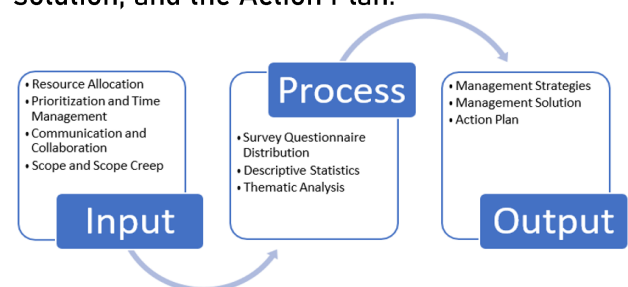 Solution, and the Action Plan.
• Resource Allocation
• Prioritization and Time
Management
• Communication and
Collaboration
• Scope and Scope Creep
Input
Process
• Survey Questionnaire
Distribution
• Descriptive Statistics
• Thematic Analysis
• Management Strategies
• Management Solution
• Action Plan
Output